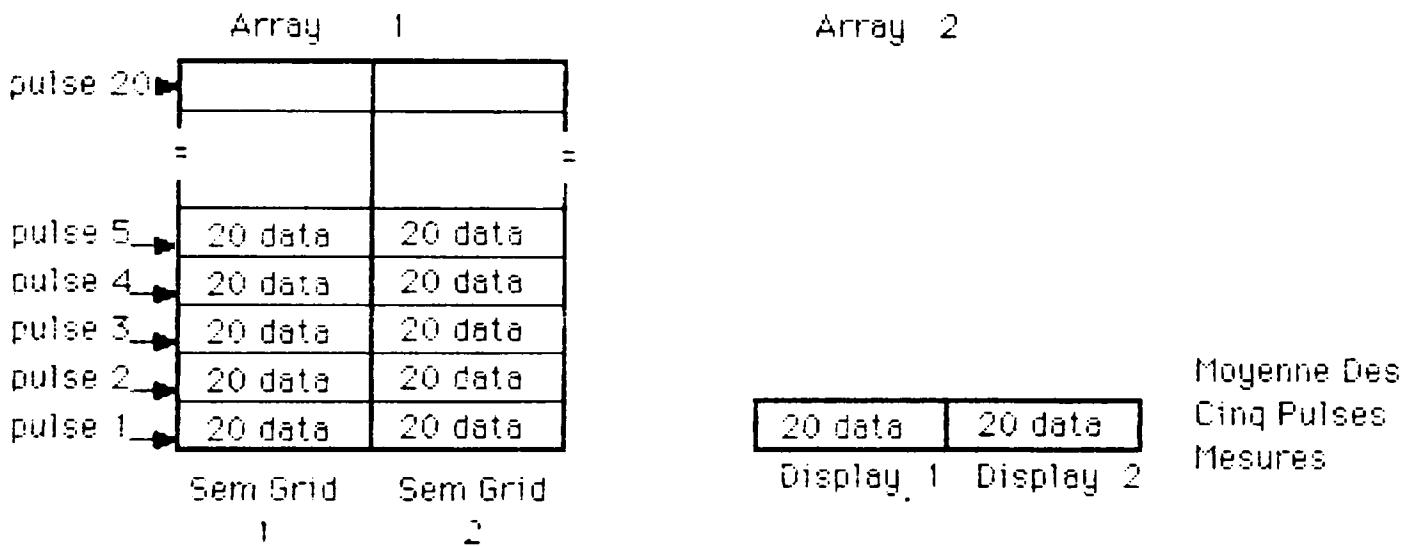 Array 1
Array 2
pulse 20
=
=
pulse 5
20 data
20 data
pulse 4
20 data
20 data
pulse 3
20 data
20 data
pulse 2
20 data
20 data
pulse 1
20 data
20 data
Sem Grid
1
Sem Grid
2
20 data
20 data
Display 1
Display 2
Moyenne Des
Cinq Pulses
Mesures